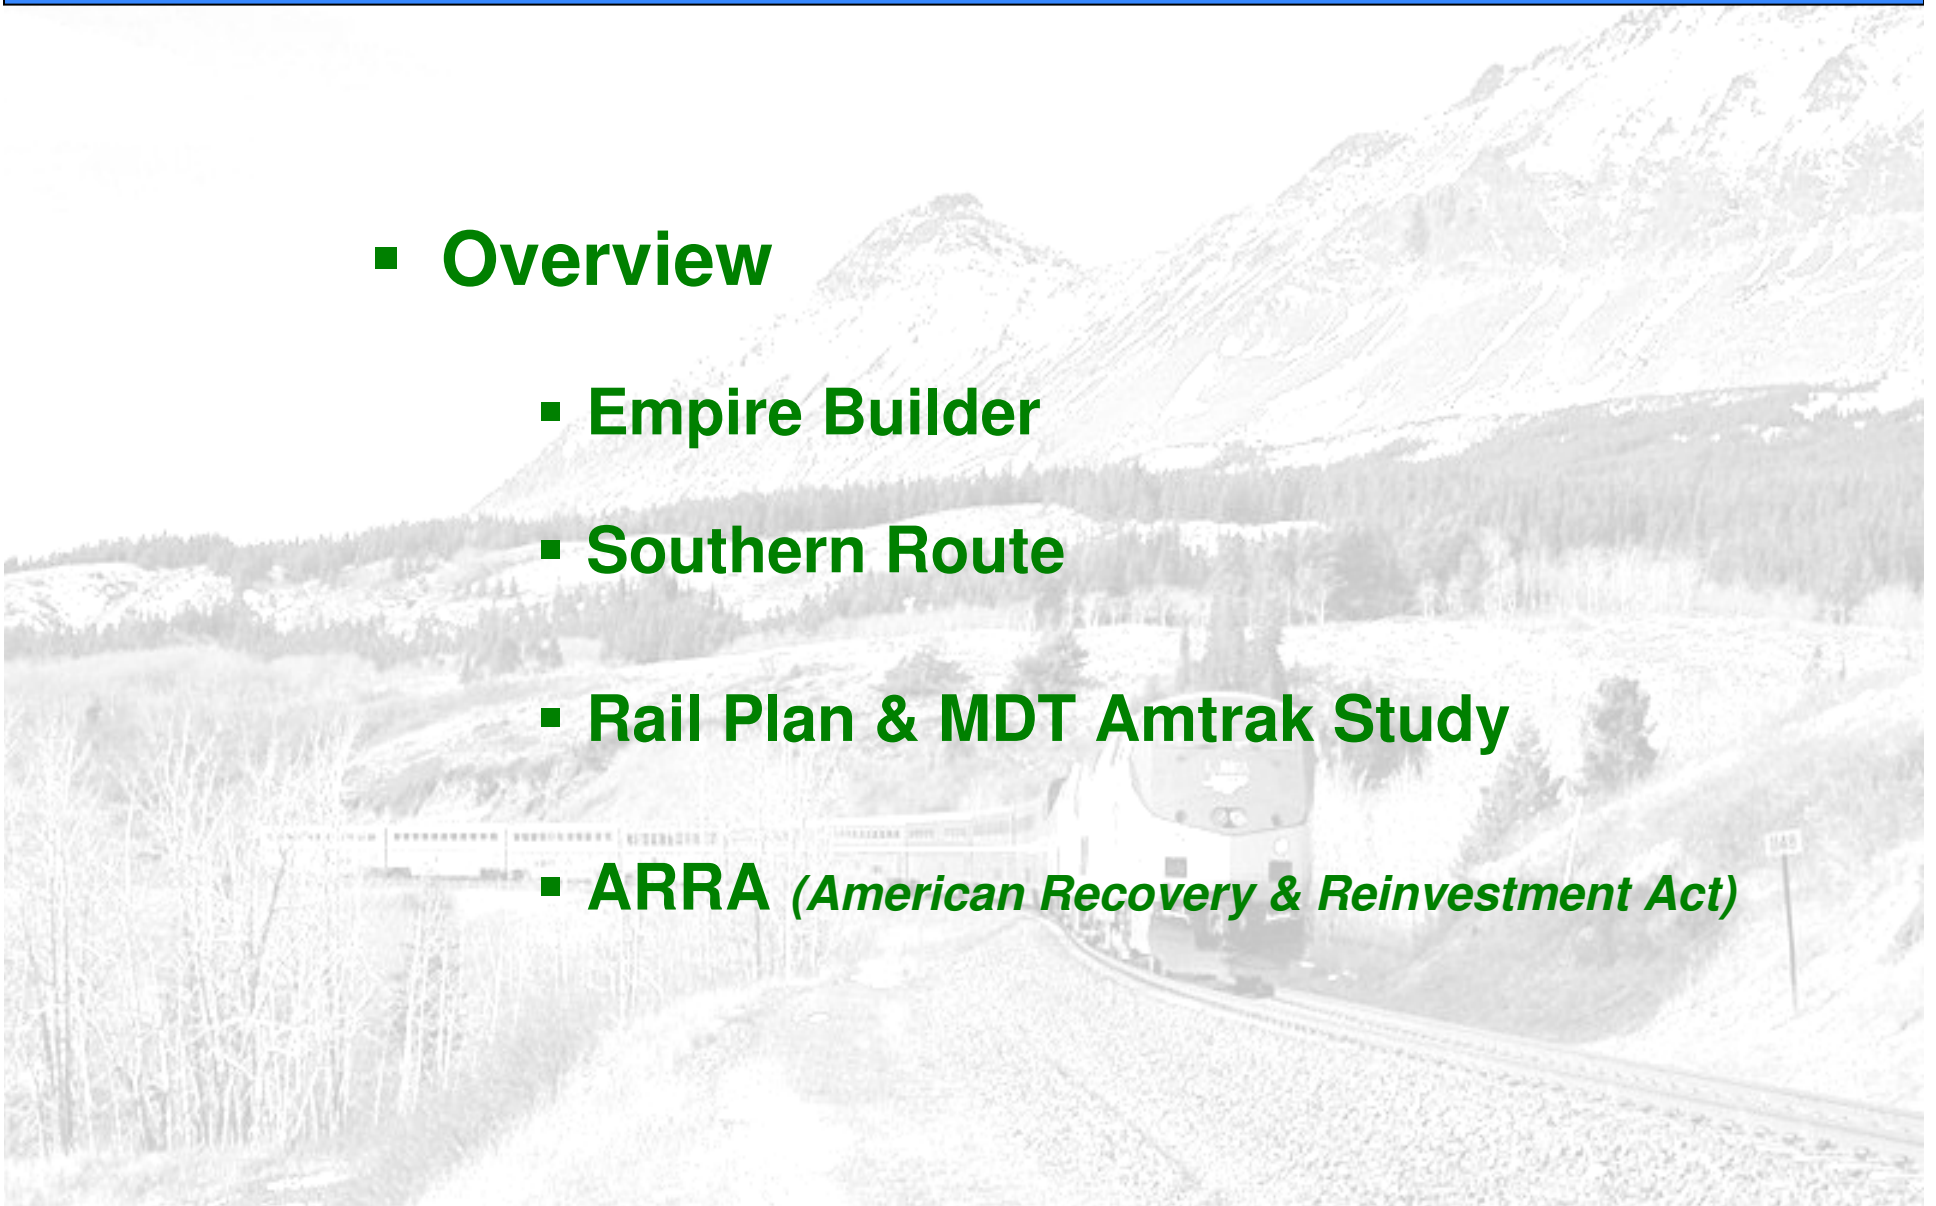 ▪ Overview
▪ Empire Builder
▪ Southern Route
▪ Rail Plan & MDT Amtrak Study
▪ ARRA (American Recovery & Reinvestment Act)